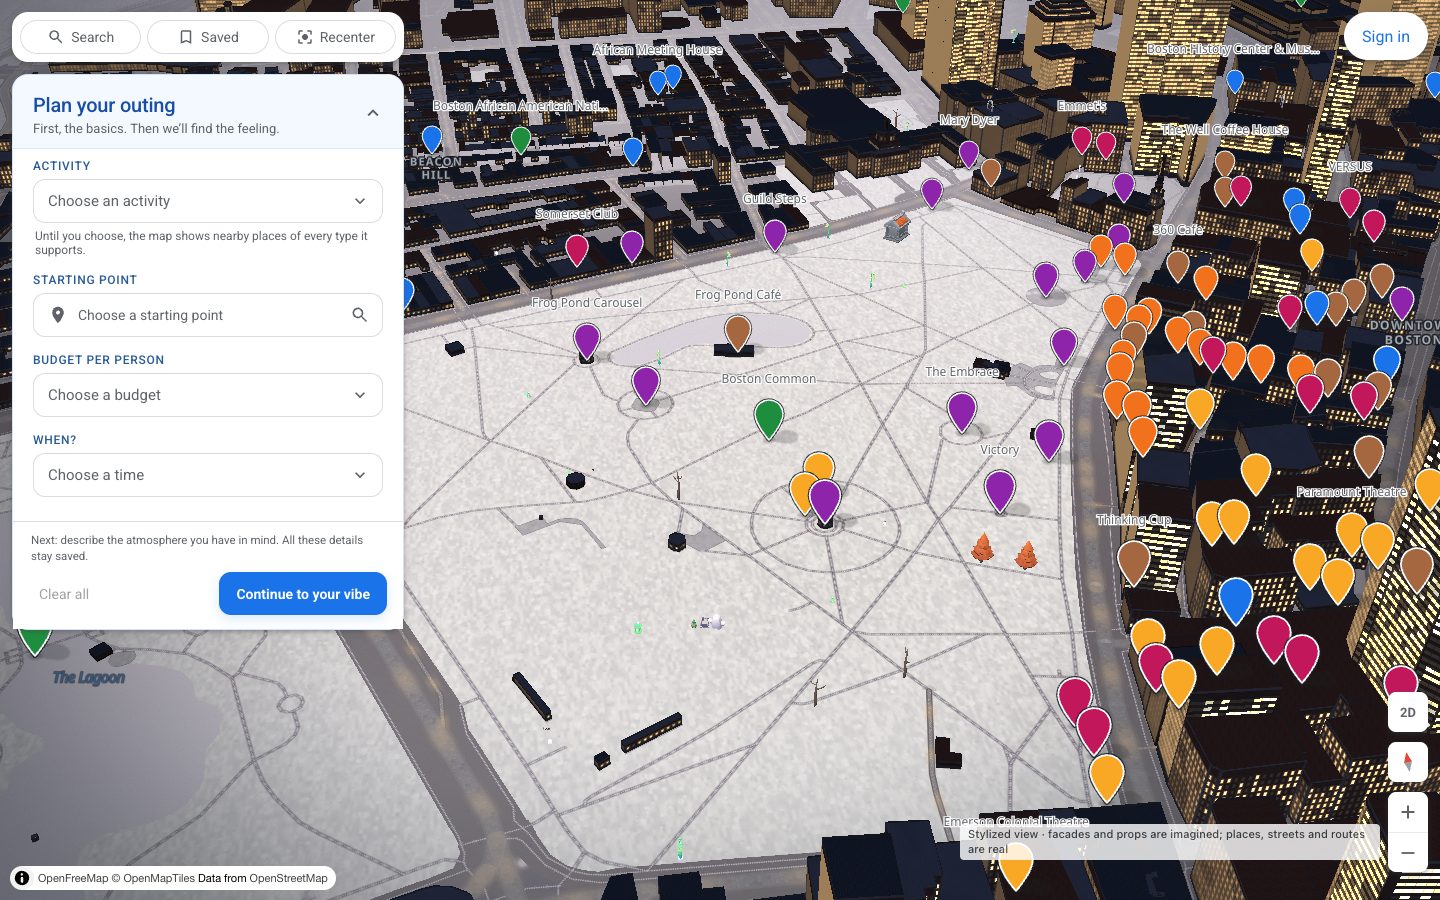 Search
Saved
Recenter
Sign in
Plan your outing
First, the basics. Then we'll find the feeling.
ACTIVITY
Choose an activity
Until you choose, the map shows nearby places of every type it
supports.
STARTING POINT
Choose a starting point
BUDGET PER PERSON
Choose a budget
WHEN?
Choose a time
Next: describe the atmosphere you have in mind. All these details
stay saved.
Clear all
Continue to your vibe
African Meeting House
Boston History Center & Mus...
Boston African American Nati...
Emmet's
Mary Dyer
The Well Coffee House
BEACON
HILL
VERSUS
Guild Steps
Somerset Club
360 Cafe
Frog Pond Carousel
Frog Pond Café
DOWNTOW
BOSTON
The Embrace
Boston Common
Victory
Paramount Theatre
Thinking Cup
The Lagoon
2D
Emerson Colonial Theatre
Stylized view · facades and props are imagined; places, streets and routes
are real
OpenFreeMap © OpenMapTiles Data from OpenStreetMap